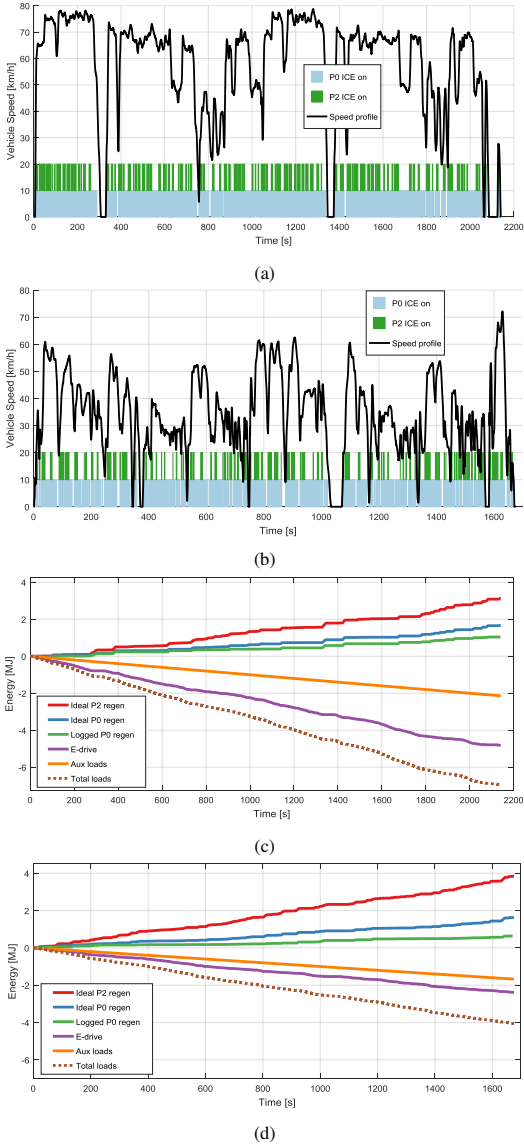 80
70
60
50
40
30
20
10
0
Vehicle Speed [km/h]
P0 ICE on
P2 ICE on
Speed profile
0 200 400 600 800 1000 1200 1400 1600 1800 2000 2200
Time [s]
(a)
80
70
60
50
40
30
20
10
0
Vehicle Speed [km/h]
P0 ICE on
P2 ICE on
Speed profile
0 200 400 600 800 1000 1200 1400 1600
Time [s]
(b)
4
2
0
-2
-4
-6
Energy [MJ]
Ideal P2 regen
Ideal P0 regen
Logged P0 regen
E-drive
Aux loads
Total loads
0 200 400 600 800 1000 1200 1400 1600 1800 2000 2200
Time [s]
(c)
4
2
0
-2
-4
-6
Energy [MJ]
Ideal P2 regen
Ideal P0 regen
Logged P0 regen
E-drive
Aux loads
Total loads
0 200 400 600 800 1000 1200 1400 1600
Time [s]
(d)